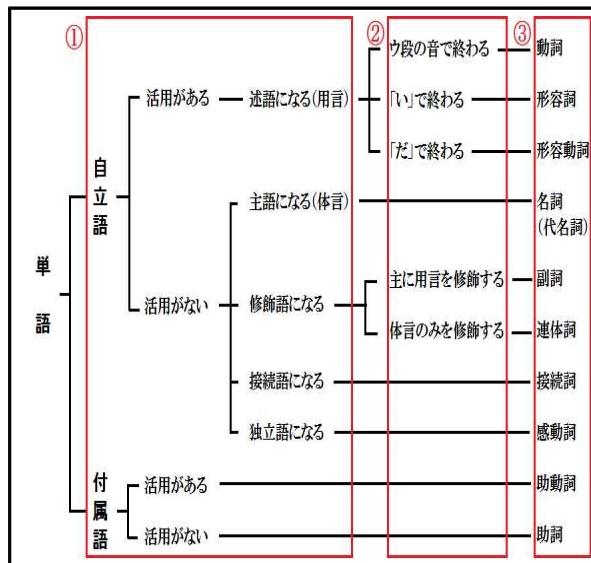 ①
②
③
単語
自立語
活用がある
述語になる(用言)
ウ段の音で終わる
動詞
「い」で終わる
形容詞
「だ」で終わる
形容動詞
活用がない
主語になる(体言)
名詞
(代名詞)
修飾語になる
主に用言を修飾する
副詞
体言のみを修飾する
連体詞
接続語になる
接続詞
独立語になる
感動詞
付属語
活用がある
助動詞
活用がない
助詞